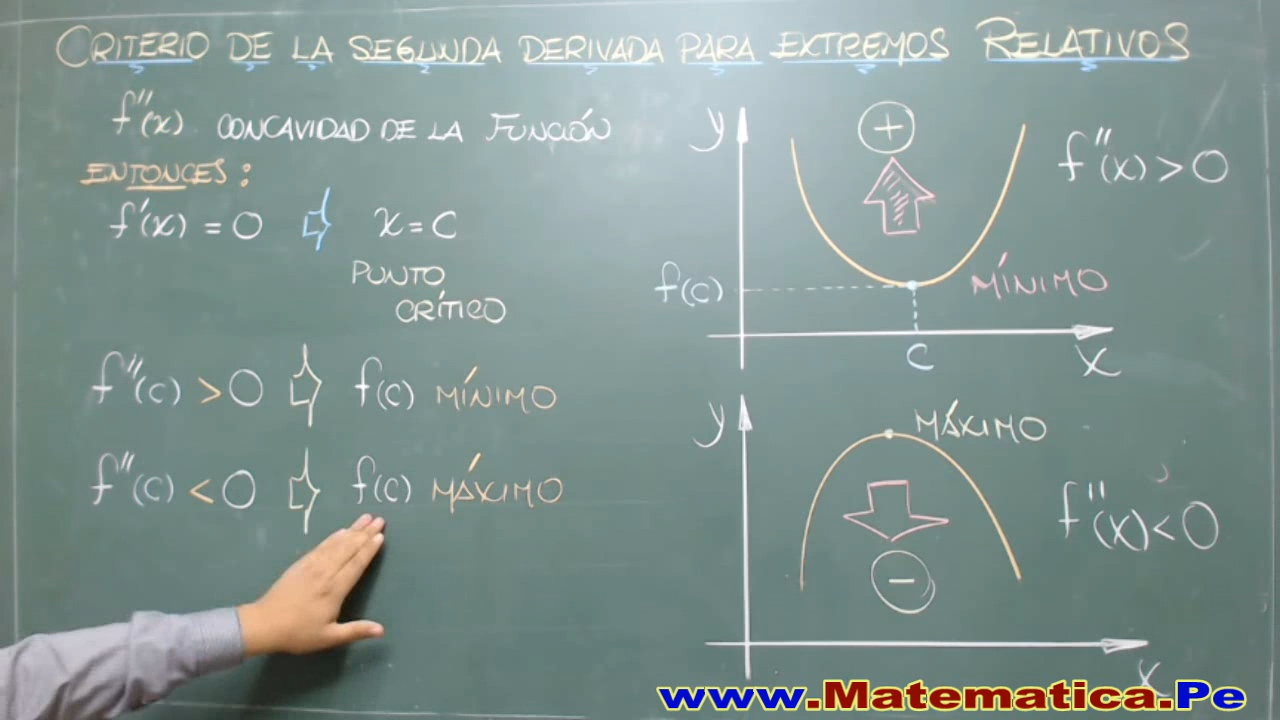 CRITERIO DE LA SEGUNDA DERIVADA PARA EXTREMOS RELATIVOS
f''(x) CONCAVIDAD DE LA FUNCIÓN
ENTONCES:
f'(x) = 0 ⇨ x = C
PUNTO
CRÍTICO
f''(c) > 0 ⇨ f(c) MÍNIMO
f''(c) < 0 ⇨ f(c) MÁXIMO
y
+
f''(x) > 0
f(c)
MÍNIMO
C
x
y
MÁXIMO
f''(x) < 0
−
x
www.Matematica.Pe